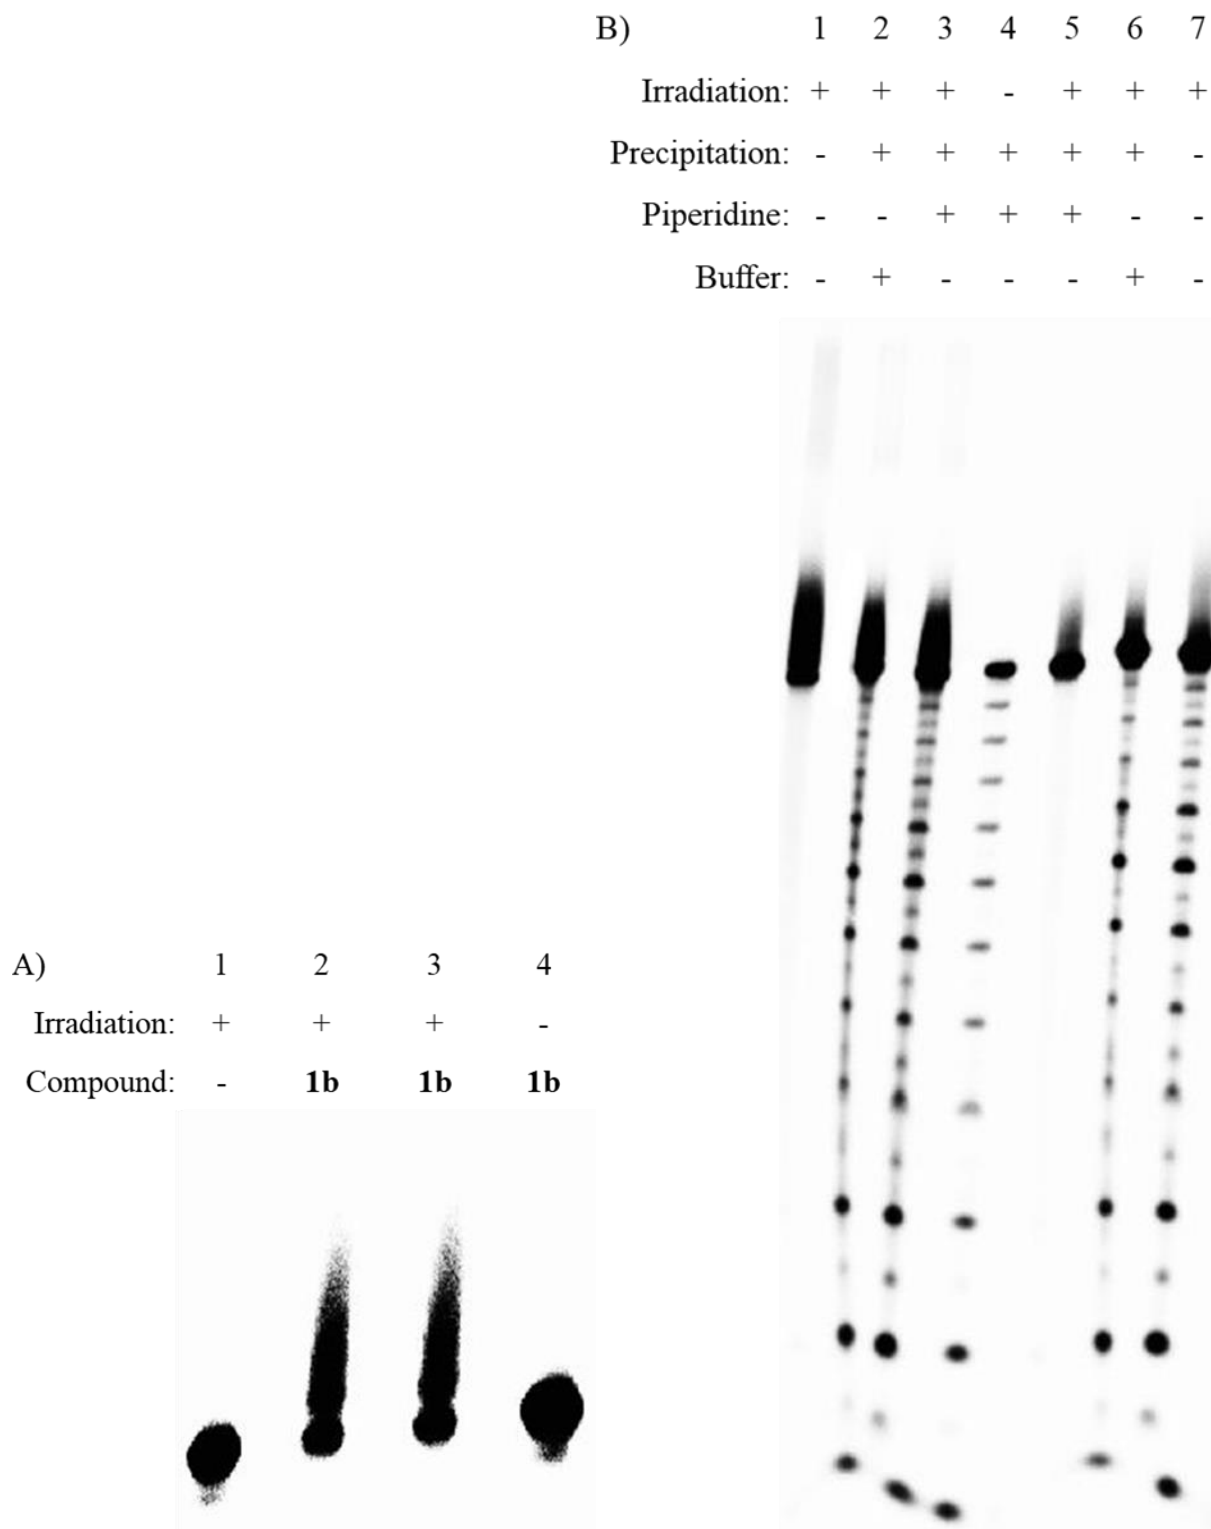 B) 1 2 3 4 5 6 7
Irradiation: + + + - + + +
Precipitation: - + + + + + -
Piperidine: - - + + + - -
Buffer: - + - - - + -
A) 1 2 3 4
Irradiation: + + + -
Compound: - 1b 1b 1b